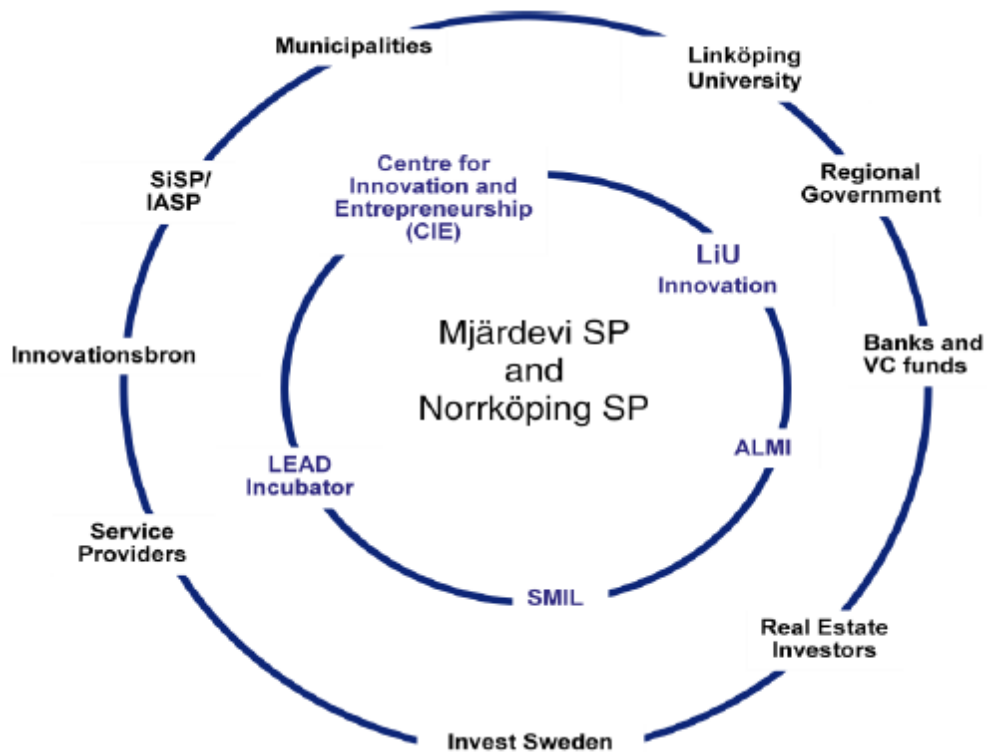 Municipalities
Linköping
University
Centre for
Innovation and
Entrepreneurship
(CIE)
SiSP/
IASP
Regional
Government
LiU
Innovation
Mjärdevi SP
and
Norrköping SP
Innovationsbron
Banks and
VC funds
LEAD
Incubator
ALMI
Service
Providers
SMIL
Real Estate
Investors
Invest Sweden